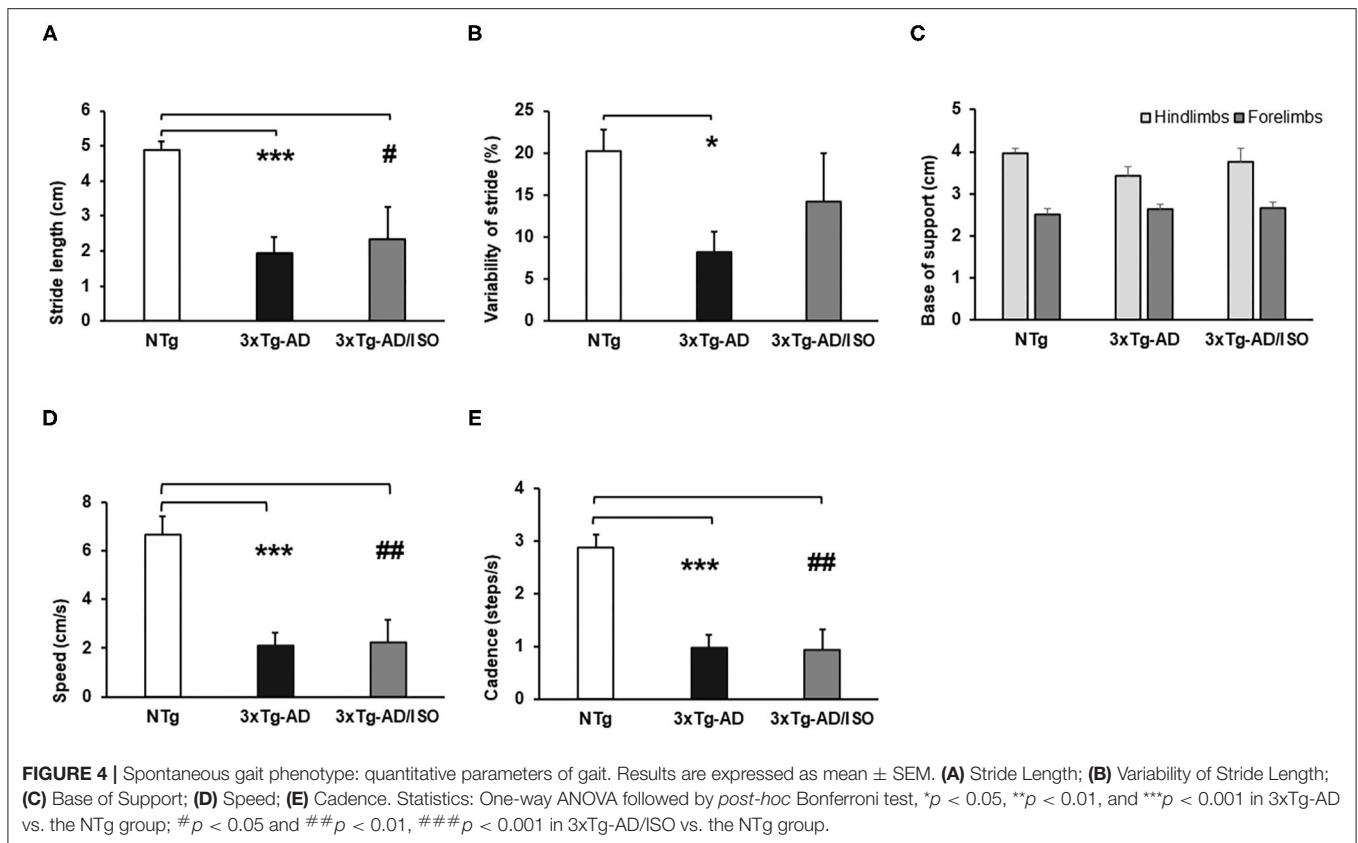 A
B
C
6
5
4
3
2
1
0
Stride length (cm)
***
#
NTg 3xTg-AD 3xTg-AD/ISO
25
20
15
10
5
0
Variability of stride (%)
*
NTg 3xTg-AD 3xTg-AD/ISO
5
4
3
2
1
0
Base of support (cm)
Hindlimbs Forelimbs
NTg 3xTg-AD 3xTg-AD/ISO
D
E
8
6
4
2
0
Speed (cm/s)
***
##
NTg 3xTg-AD 3xTg-AD/ISO
4
3
2
1
0
Cadence (steps/s)
***
##
NTg 3xTg-AD 3xTg-AD/ISO
FIGURE 4 | Spontaneous gait phenotype: quantitative parameters of gait. Results are expressed as mean ± SEM. (A) Stride Length; (B) Variability of Stride Length;
(C) Base of Support; (D) Speed; (E) Cadence. Statistics: One-way ANOVA followed by post-hoc Bonferroni test, *p < 0.05, **p < 0.01, and ***p < 0.001 in 3xTg-AD
vs. the NTg group; #p < 0.05 and ##p < 0.01, ###p < 0.001 in 3xTg-AD/ISO vs. the NTg group.